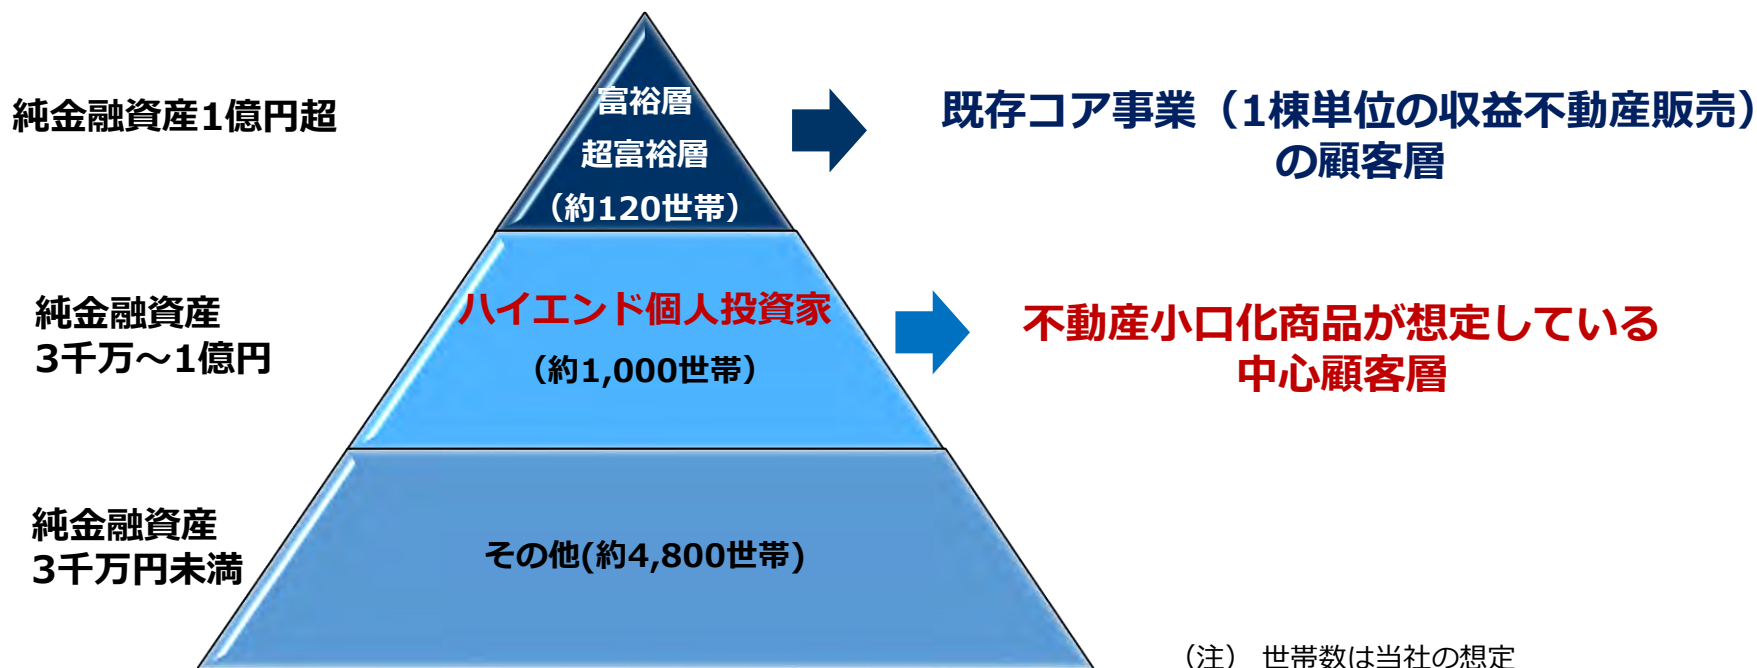 純金融資産1億円超
富裕層
超富裕層
（約120世帯）
既存コア事業（1棟単位の収益不動産販売）
の顧客層
純金融資産
3千万～1億円
ハイエンド個人投資家
（約1,000世帯）
不動産小口化商品が想定している
中心顧客層
純金融資産
3千万円未満
その他(約4,800世帯)
（注） 世帯数は当社の想定